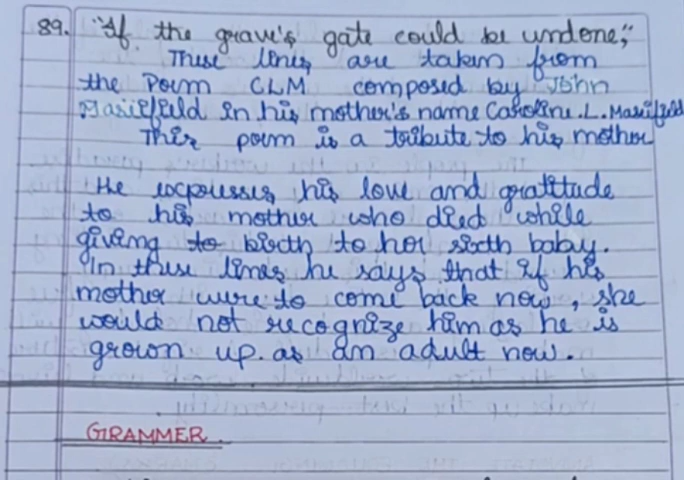 89. "If the grave's gate could be undone,"
These lines are taken from
the Poem CLM composed by John
Masiefield in his mother's name Caroline.L.Masifield
This poem is a tribute to his mother
He expresses his love and gratitude
to his mother who died while
giving to birth to her sixth baby.
In these lines he says that if his
mother were to come back now, she
would not recognize him as he is
grown up. as an adult now.
GRAMMER.